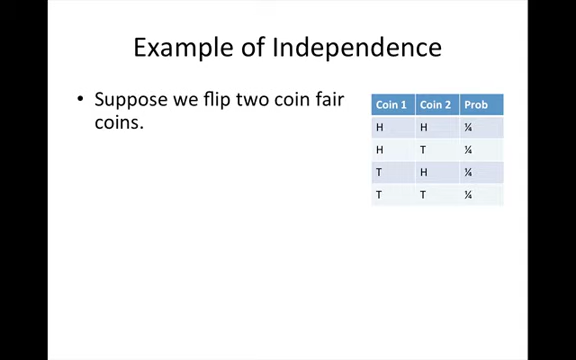 Example of Independence
• Suppose we flip two coin fair
coins.
Coin 1 Coin 2 Prob
H H ¼
H T ¼
T H ¼
T T ¼